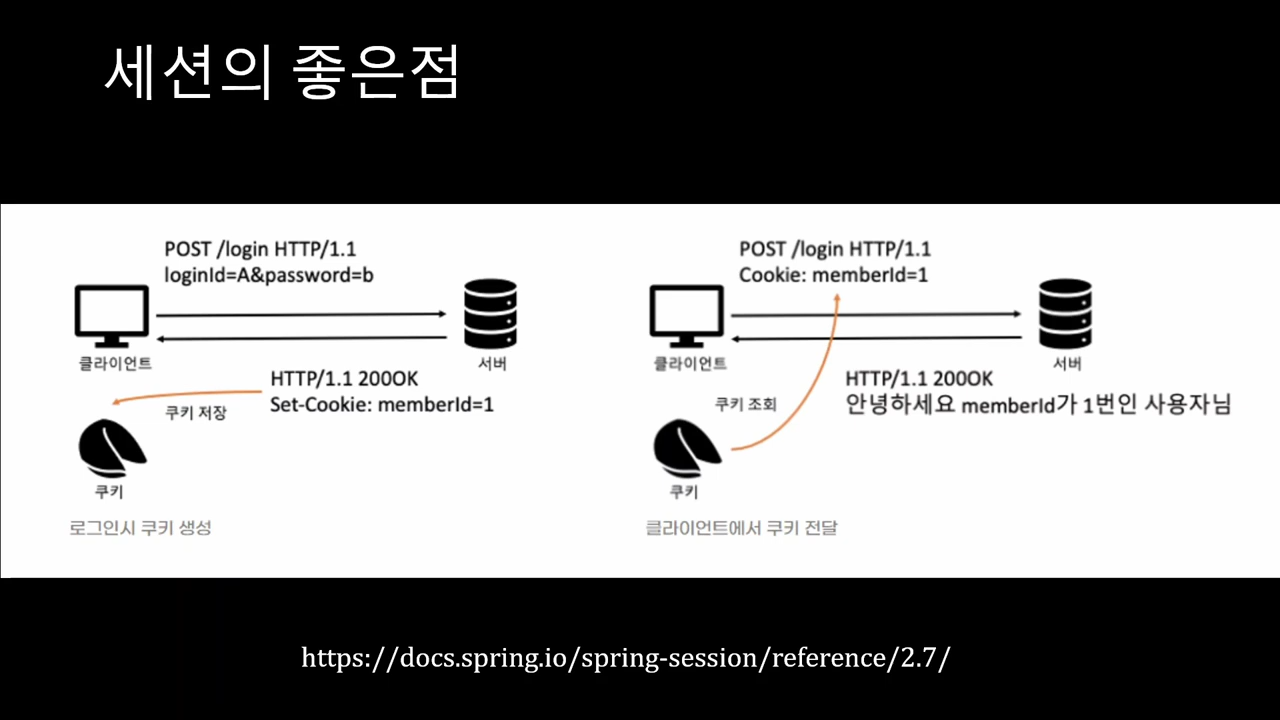 세션의 좋은점
POST /login HTTP/1.1
loginId=A&password=b
클라이언트
서버
HTTP/1.1 200OK
Set-Cookie: memberId=1
쿠키 저장
쿠키
로그인시 쿠키 생성
POST /login HTTP/1.1
Cookie: memberId=1
클라이언트
서버
HTTP/1.1 200OK
안녕하세요 memberId가 1번인 사용자님
쿠키 조회
쿠키
클라이언트에서 쿠키 전달
https://docs.spring.io/spring-session/reference/2.7/